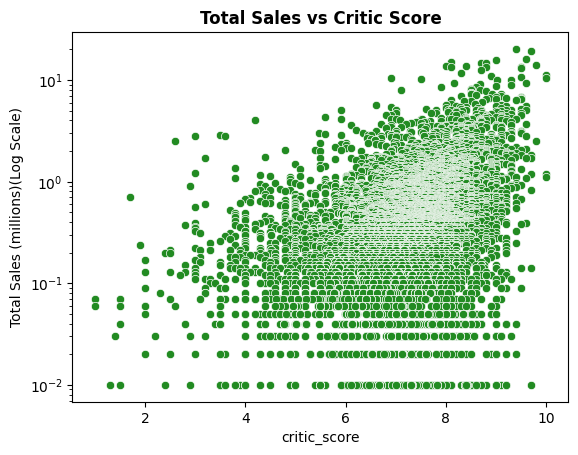 Total Sales vs Critic Score
Total Sales (millions)(Log Scale)
10¹
10⁰
10⁻¹
10⁻²
2 4 6 8 10
critic_score